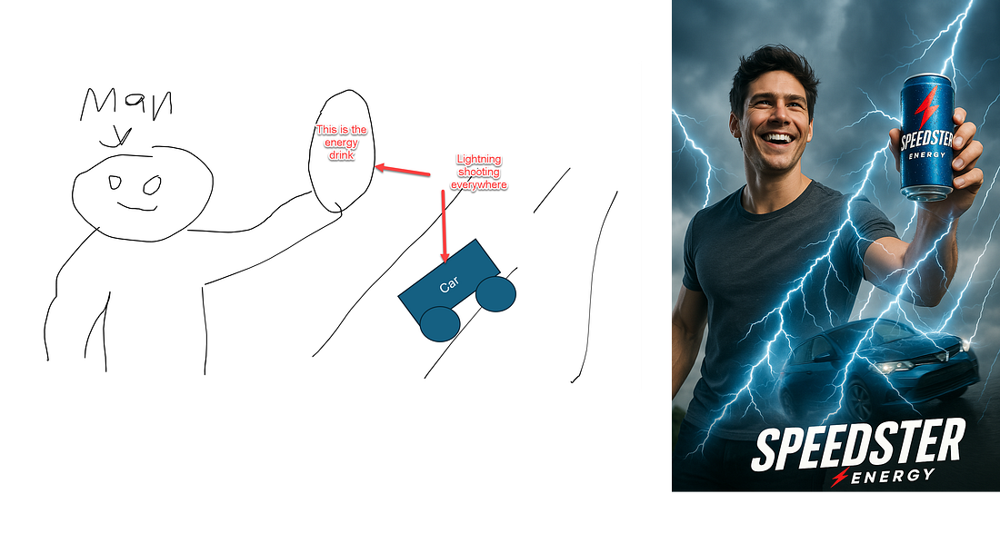 Man
This is the
energy
drink
Lightning
shooting
everywhere
Car
SPEEDSTER
ENERGY
SPEEDSTER
ENERGY